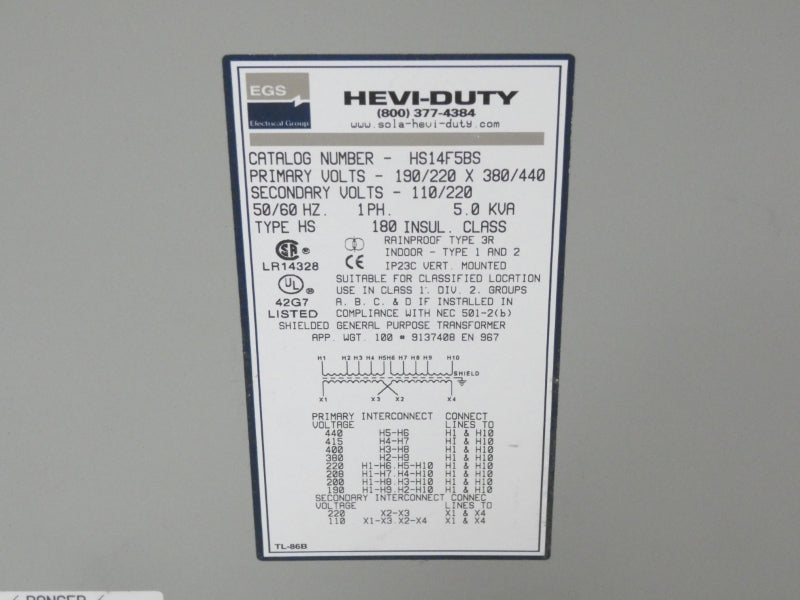 EGS
Electrical Group
HEVI-DUTY
(800) 377-4384
www.sola-hevi-duty.com
CATALOG NUMBER - HS14F5BS
PRIMARY VOLTS - 190/220 X 380/440
SECONDARY VOLTS - 110/220
50/60 HZ. 1PH. 5.0 KVA
TYPE HS 180 INSUL. CLASS
RAINPROOF TYPE 3R
INDOOR - TYPE 1 AND 2
IP23C VERT. MOUNTED
LR14328
SUITABLE FOR CLASSIFIED LOCATION
USE IN CLASS 1. DIV. 2. GROUPS
A. B. C. & D IF INSTALLED IN
COMPLIANCE WITH NEC 501-2(b)
UL
42G7
LISTED
SHIELDED GENERAL PURPOSE TRANSFORMER
APP. WGT. 100 # 9137408 EN 967
H1 H2 H3 H4 H5 H6 H7 H8 H9 H10
SHIELD
X1 X3 X2 X4
PRIMARY INTERCONNECT CONNECT
VOLTAGE LINES TO
440 H5-H6 H1 & H10
415 H4-H7 H1 & H10
400 H3-H8 H1 & H10
380 H2-H9 H1 & H10
220 H1-H6.H5-H10 H1 & H10
208 H1-H7.H4-H10 H1 & H10
200 H1-H8.H3-H10 H1 & H10
190 H1-H9.H2-H10 H1 & H10
SECONDARY INTERCONNECT CONNEC
VOLTAGE LINES TO
220 X2-X3 X1 & X4
110 X1-X3.X2-X4 X1 & X4
TL-86B
DANGER